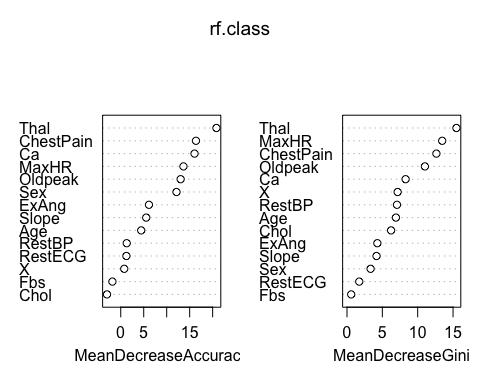 rf.class
Thal
ChestPain
Ca
MaxHR
Oldpeak
Sex
ExAng
Slope
Age
RestBP
RestECG
X
Fbs
Chol
0 5 15
MeanDecreaseAccurac
Thal
MaxHR
ChestPain
Oldpeak
Ca
X
RestBP
Age
Chol
ExAng
Slope
Sex
RestECG
Fbs
0 5 10 15
MeanDecreaseGini